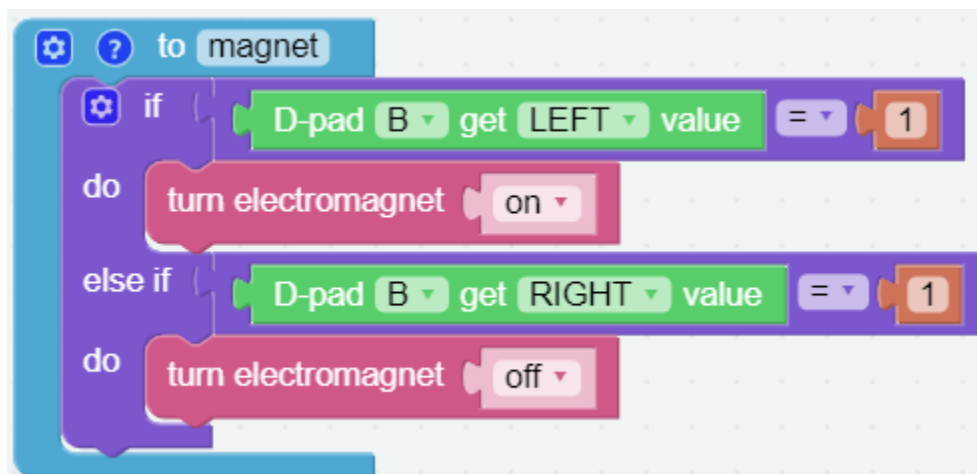 ? to magnet
if D-pad B get LEFT value = 1
do turn electromagnet on
else if D-pad B get RIGHT value = 1
do turn electromagnet off